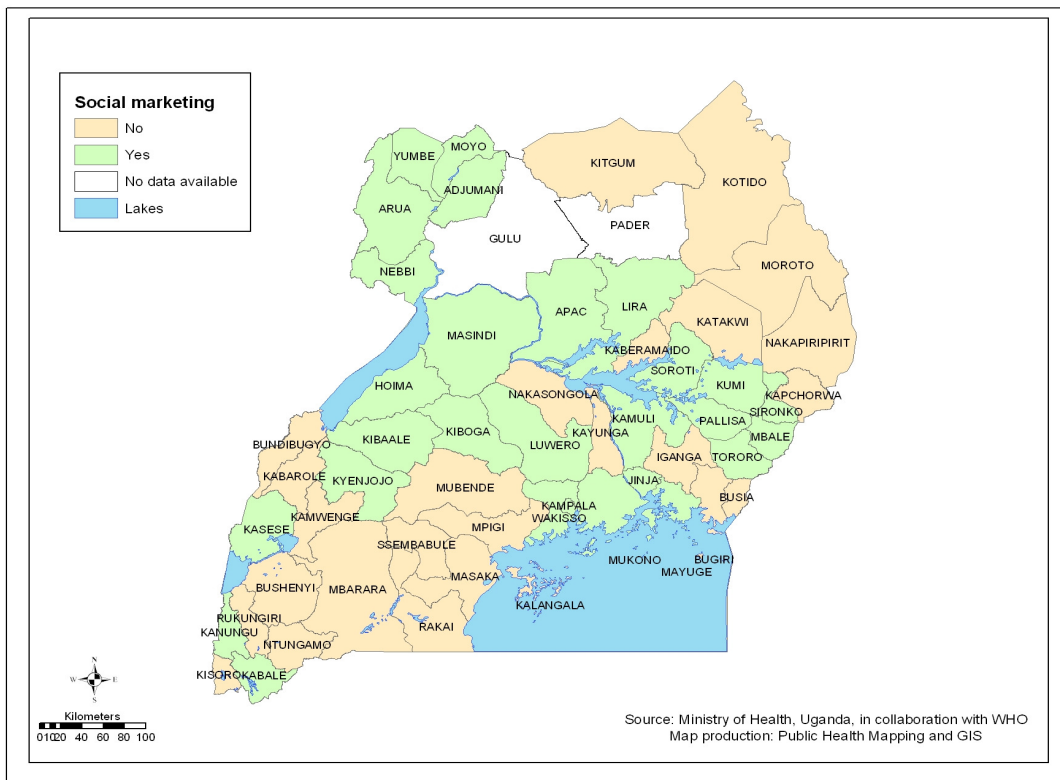 Social marketing
No
Yes
No data available
Lakes
MOYO
YUMBE
KITGUM
KOTIDO
ADJUMANI
ARUA
PADER
GULU
MOROTO
NEBBI
LIRA
APAC
KATAKWI
MASINDI
NAKAPIRIPIRIT
KABERAMAIDO
SOROTI
HOIMA
KUMI
NAKASONGOLA
KAPCHORWA
SIRONKO
KAMULI
PALLISA
KIBOGA
KAYUNGA
MBALE
KIBAALE
BUNDIBUGYO
LUWERO
IGANGA
TORORO
KABAROLE
KYENJOJO
JINJA
MUBENDE
BUSIA
KAMPALA
KAMWENGE
WAKISSO
KASESE
MPIGI
SSEMBABULE
MUKONO
BUGIRI
MAYUGE
MASAKA
BUSHENYI
MBARARA
KALANGALA
RUKUNGIRI
RAKAI
KANUNGU
NTUNGAMO
KISORO
KABALE
N
W
E
S
Kilometers
01020 40 60 80 100
Source: Ministry of Health, Uganda, in collaboration with WHO
Map production: Public Health Mapping and GIS